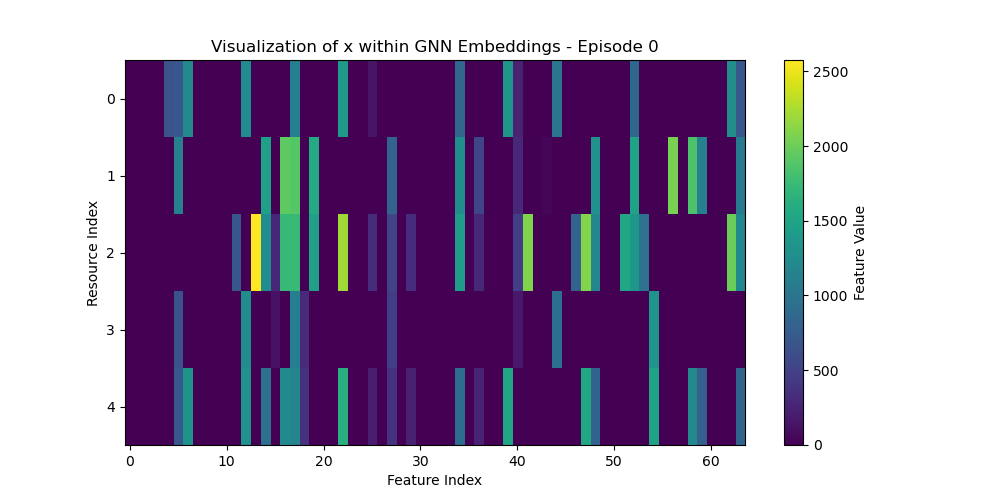 Visualization of x within GNN Embeddings - Episode 0
Resource Index
0
1
2
3
4
0 10 20 30 40 50 60
Feature Index
2500
2000
1500
1000
500
0
Feature Value